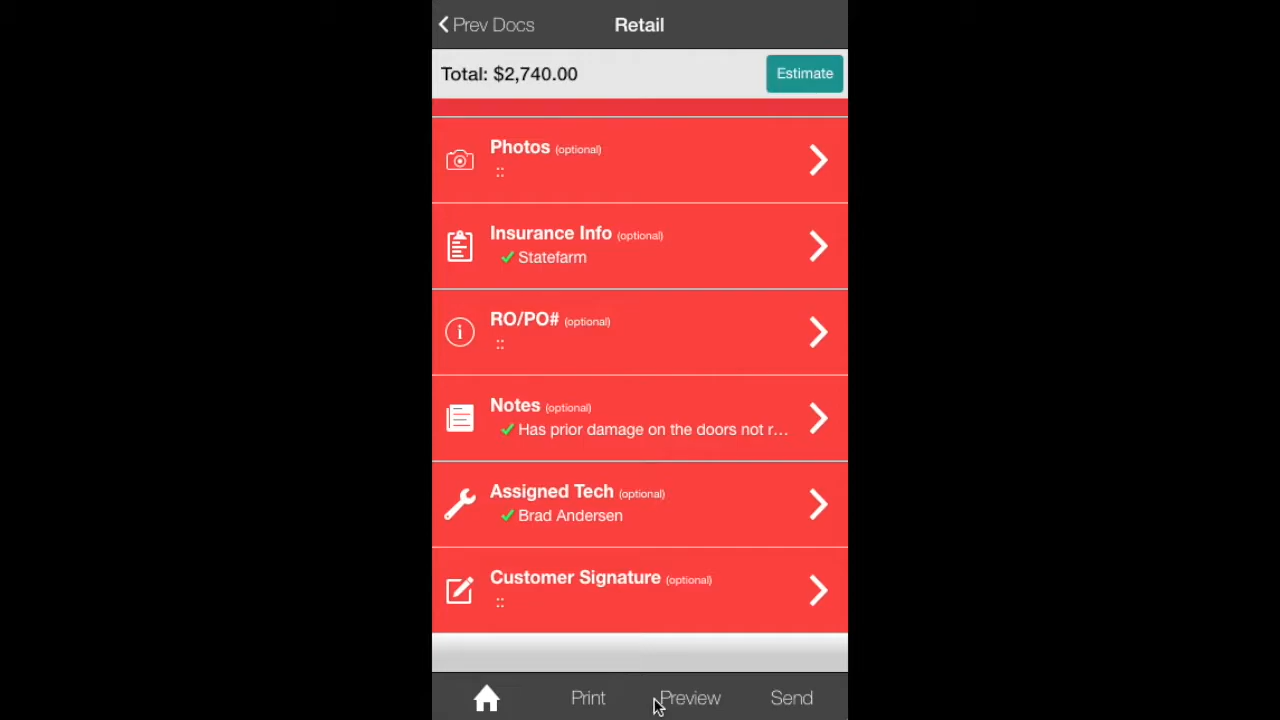 Prev Docs
Retail
Total: $2,740.00
Estimate
Photos (optional)
::
Insurance Info (optional)
Statefarm
RO/PO# (optional)
::
Notes (optional)
Has prior damage on the doors not r...
Assigned Tech (optional)
Brad Andersen
Customer Signature (optional)
::
Print
Preview
Send